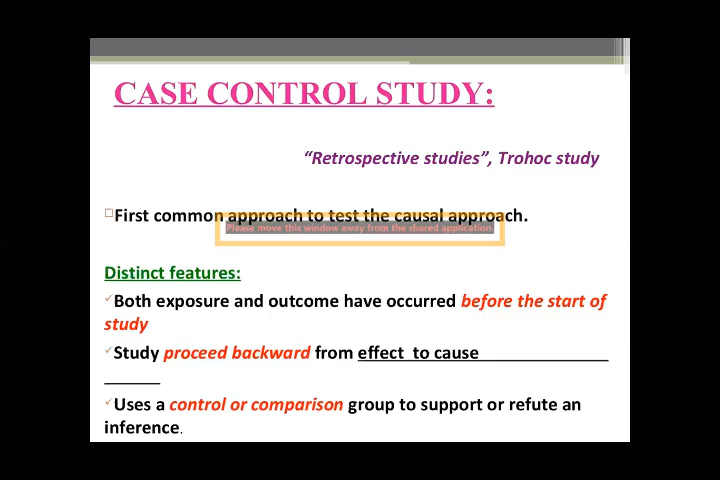 CASE CONTROL STUDY:
“Retrospective studies”, Trohoc study
First common approach to test the causal approach.
Please move this window away from the shared application.
Distinct features:
✓Both exposure and outcome have occurred before the start of
study
✓Study proceed backward from effect to cause
✓Uses a control or comparison group to support or refute an
inference.